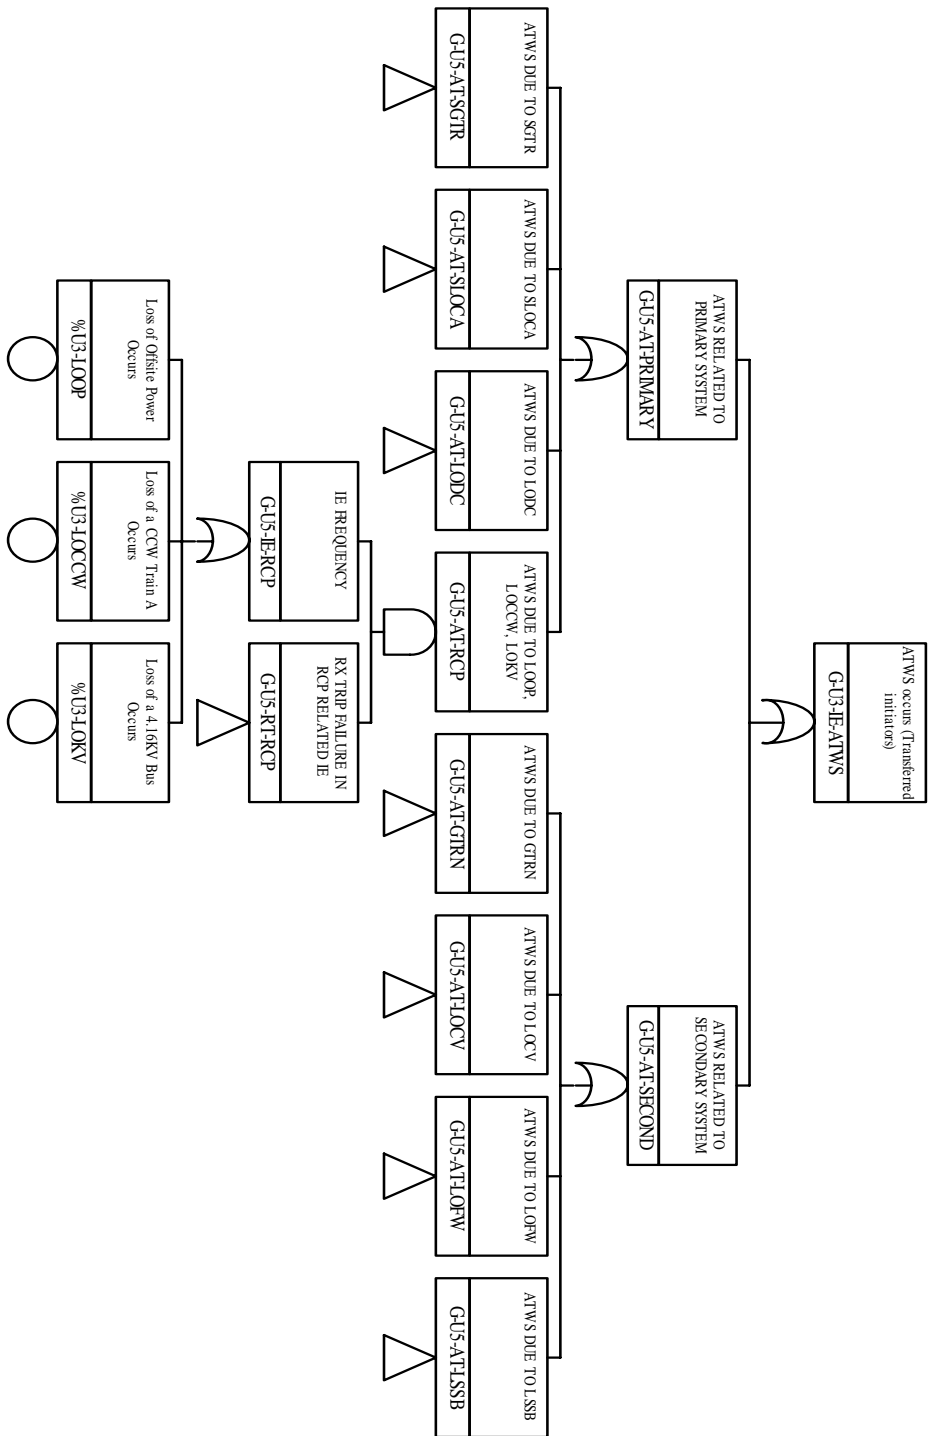 ATWS occurs (Transferred
initiators)
G-U3-IE-ATWS
ATWS RELATED TO
PRIMARY SYSTEM
G-U5-AT-PRIMARY
ATWS RELATED TO
SECONDARY SYSTEM
G-U5-AT-SECOND
ATWS DUE TO SGTR
G-U5-AT-SGTR
ATWS DUE TO SLOCA
G-U5-AT-SLOCA
ATWS DUE TO LODC
G-U5-AT-LODC
ATWS DUE TO LOOP,
LOCCW, LOKV
G-U5-AT-RCP
ATWS DUE TO GTRN
G-U5-AT-GTRN
ATWS DUE TO LOCV
G-U5-AT-LOCV
ATWS DUE TO LOFW
G-U5-AT-LOFW
ATWS DUE TO LSSB
G-U5-AT-LSSB
IE FREQUENCY
G-U5-IE-RCP
RX TRIP FAILURE IN
RCP RELATED IE
G-U5-RT-RCP
Loss of Offsite Power
Occurs
%U3-LOOP
Loss of a CCW Train A
Occurs
%U3-LOCCW
Loss of a 4.16KV Bus
Occurs
%U3-LOKV